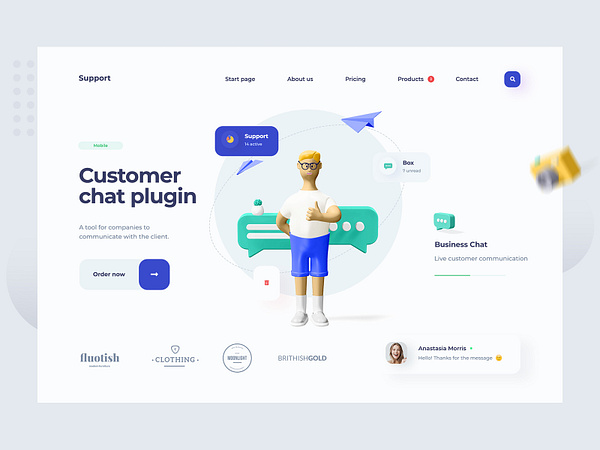 Support
Start page
About us
Pricing
Products 2
Contact
Mobile
Customer
chat plugin
A tool for companies to
communicate with the client.
Order now
Support
14 active
Box
7 unread
Business Chat
Live customer communication
fluotish
CLOTHING
MOONLIGHT
BRITHISHGOLD
Anastasia Morris
Hello! Thanks for the message 😊